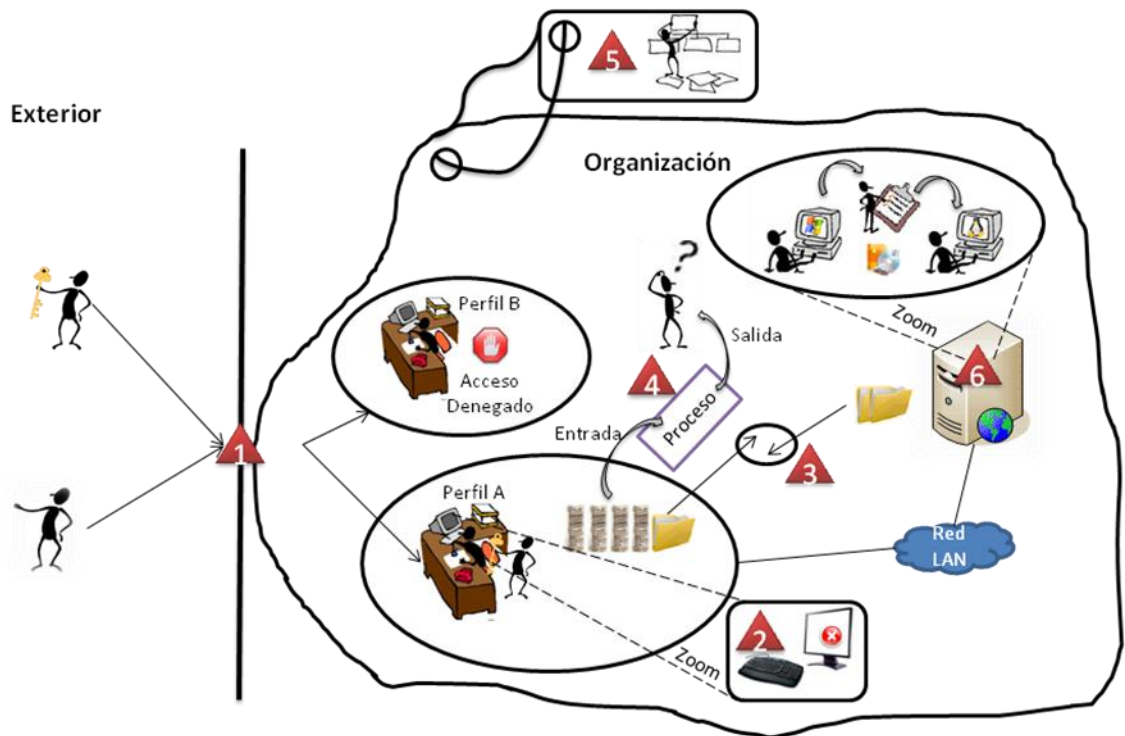 5
Exterior
Organización
Perfil B
Acceso
Denegado
Zoom
Salida
6
4
Proceso
Entrada
1
3
Perfil A
Red
LAN
2
Zoom